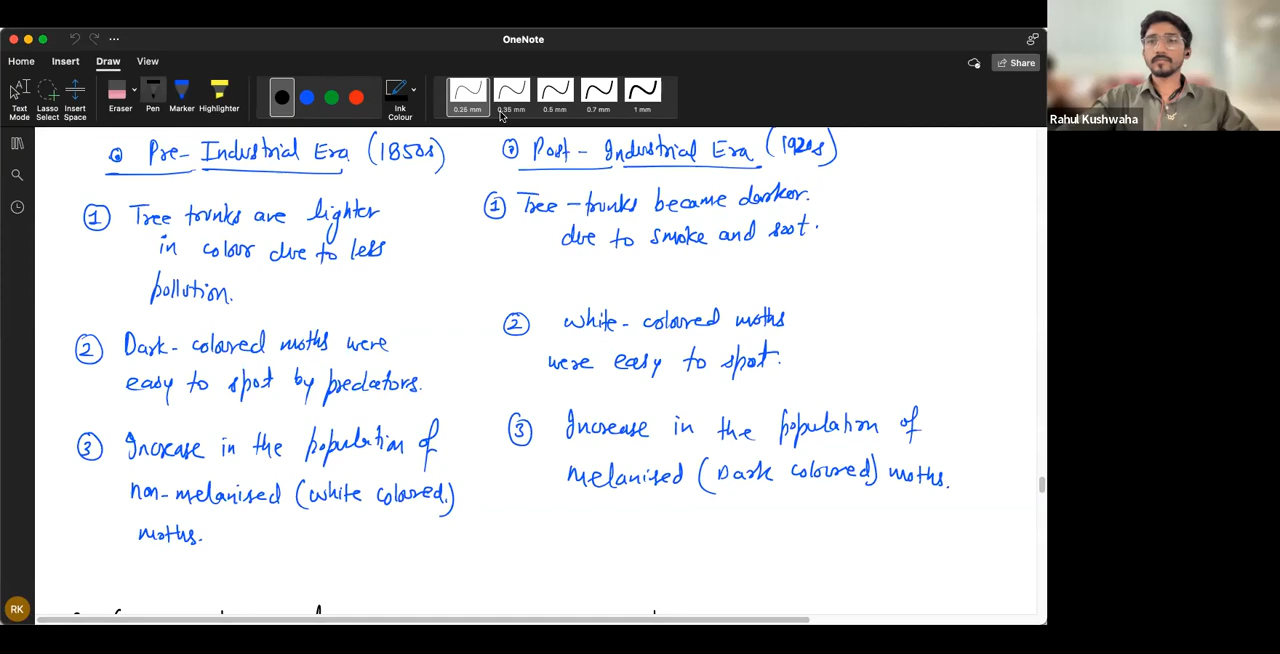 OneNote
Home Insert Draw View
Share
Text Mode
Lasso Select
Insert Space
Eraser
Pen
Marker
Highlighter
Ink Colour
0.25 mm
0.35 mm
0.5 mm
0.7 mm
1 mm
Rahul Kushwaha
Pre-Industrial Era (1850s)
① Tree trunks are lighter
in colour due to less
pollution.
② Dark-coloured moths were
easy to spot by predators.
③ Increase in the population of
non-melanised (white coloured.)
moths.
Post-Industrial Era (1920s)
① Tree-trunks became darker.
due to smoke and soot.
② White-coloured moths
were easy to spot.
③ Increase in the population of
melanised (Dark coloured) moths.
RK